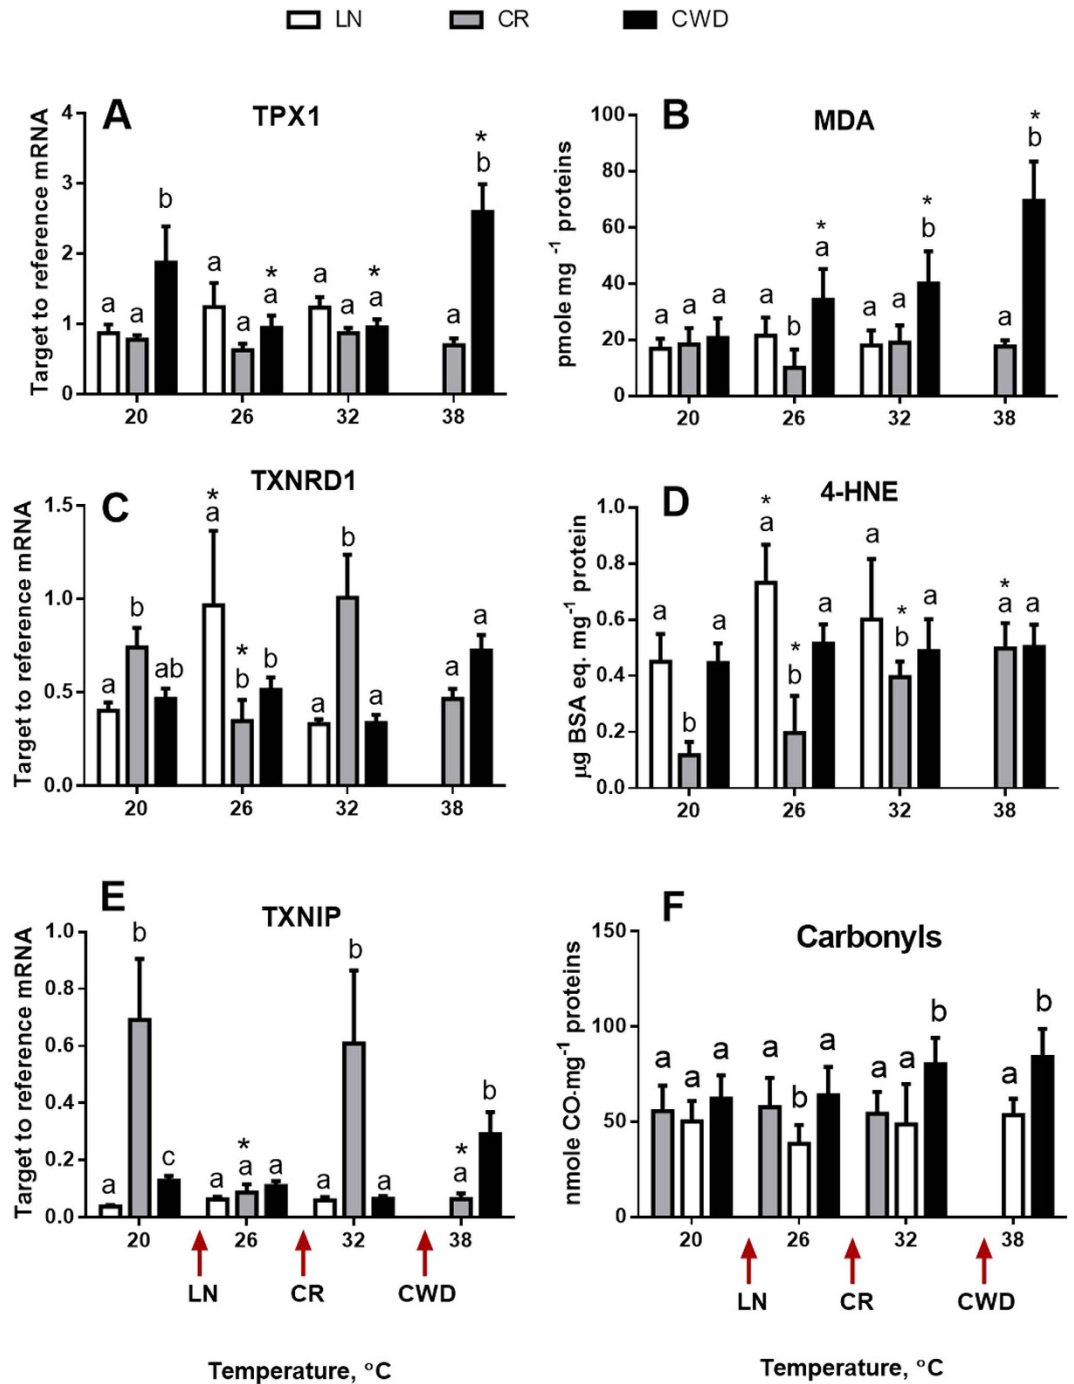 LN CR CWD
A TPX1
Target to reference mRNA
4
3
2
1
0
a a b
a a * a
a a * a
a * b
20 26 32 38
B MDA
pmole mg -1 proteins
100
80
60
40
20
0
a a a
a b * a
a a * b
a * b
20 26 32 38
C TXNRD1
Target to reference mRNA
1.5
1.0
0.5
0.0
a b ab
* a * b b
a b a
a a
20 26 32 38
D 4-HNE
µg BSA eq. mg-1 protein
1.0
0.8
0.6
0.4
0.2
0.0
a b a
* a * b a
a * b a
* a a
20 26 32 38
E TXNIP
Target to reference mRNA
1.0
0.8
0.6
0.4
0.2
0.0
a b c
a * a a
a b a
* a b
20 26 32 38
LN CR CWD
Temperature, °C
F Carbonyls
nmole CO·mg-1 proteins
150
100
50
0
a a a
a b a
a a b
a b
20 26 32 38
LN CR CWD
Temperature, °C